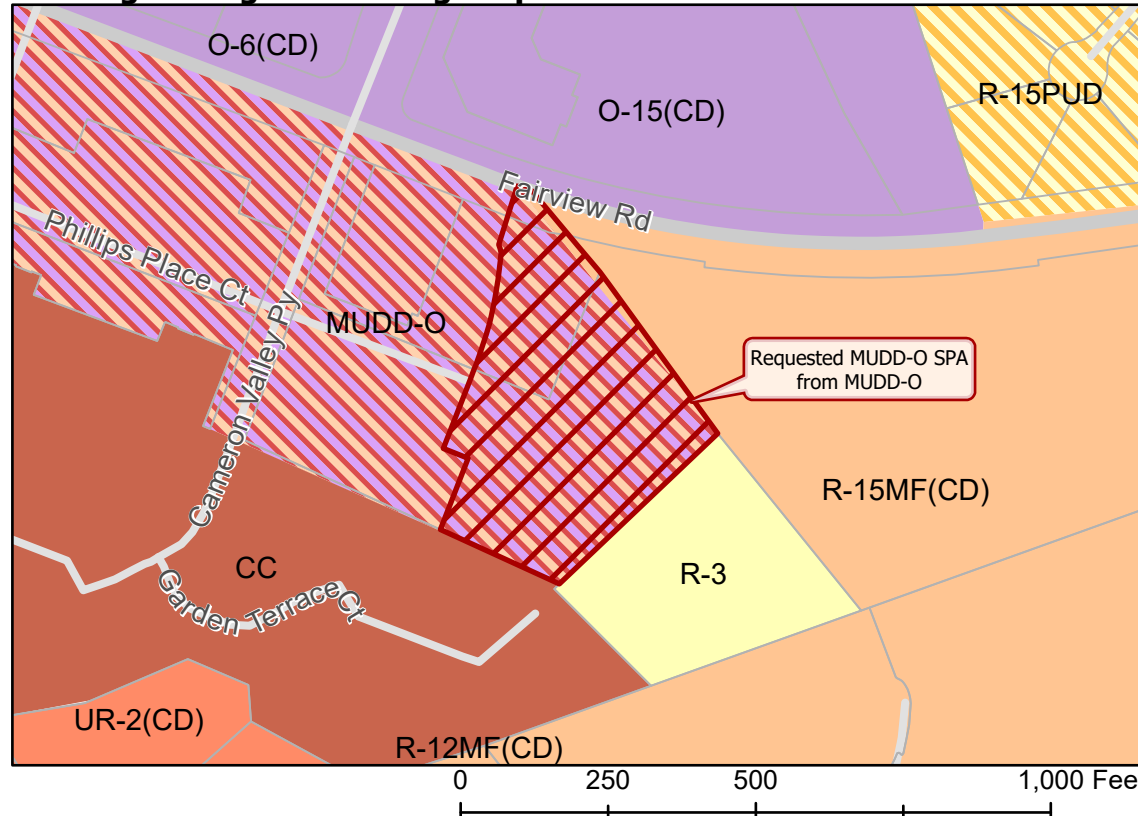 O-6(CD)
O-15(CD)
R-15PUD
Fairview Rd
Phillips Place Ct
MUDD-O
Cameron Valley Py
Requested MUDD-O SPA
from MUDD-O
R-15MF(CD)
CC
R-3
Garden Terrace Ct
UR-2(CD)
R-12MF(CD)
0 250 500 1,000 Fee